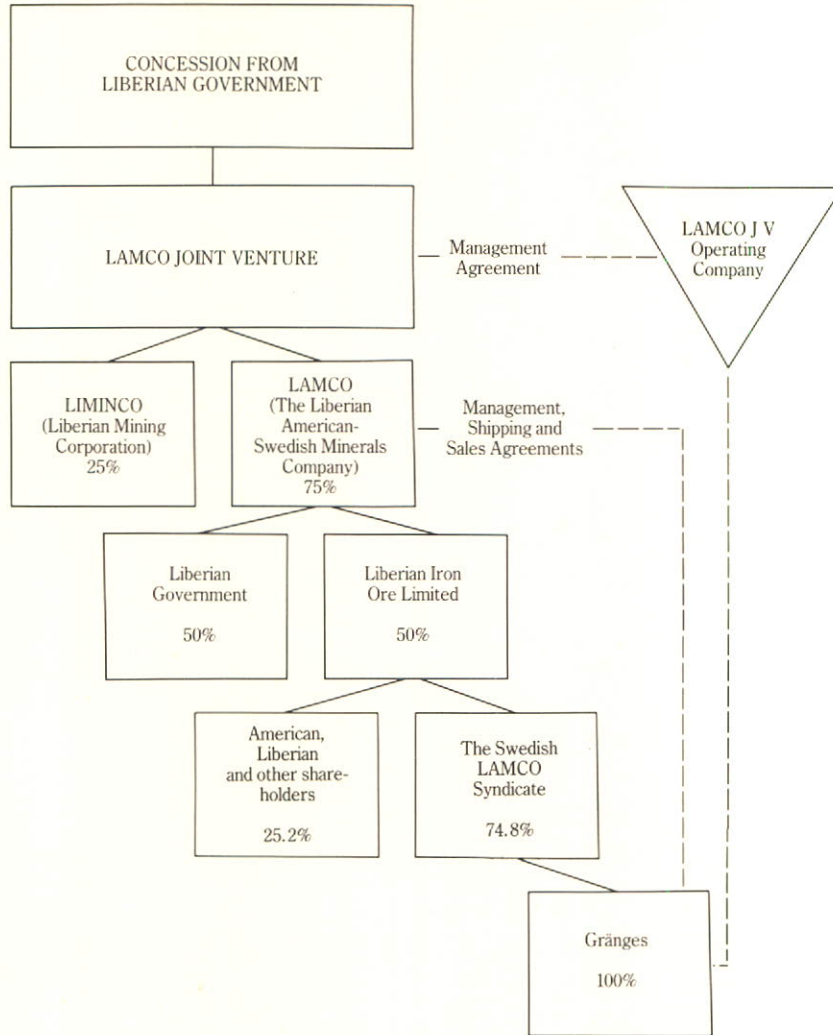 CONCESSION FROM
LIBERIAN GOVERNMENT
LAMCO JOINT VENTURE
Management
Agreement
LAMCO J V
Operating
Company
LIMINCO
(Liberian Mining
Corporation)
25%
LAMCO
(The Liberian
American-
Swedish Minerals
Company)
75%
Management,
Shipping and
Sales Agreements
Liberian
Government
50%
Liberian Iron
Ore Limited
50%
American,
Liberian
and other share-
holders
25.2%
The Swedish
LAMCO
Syndicate
74.8%
Gränges
100%